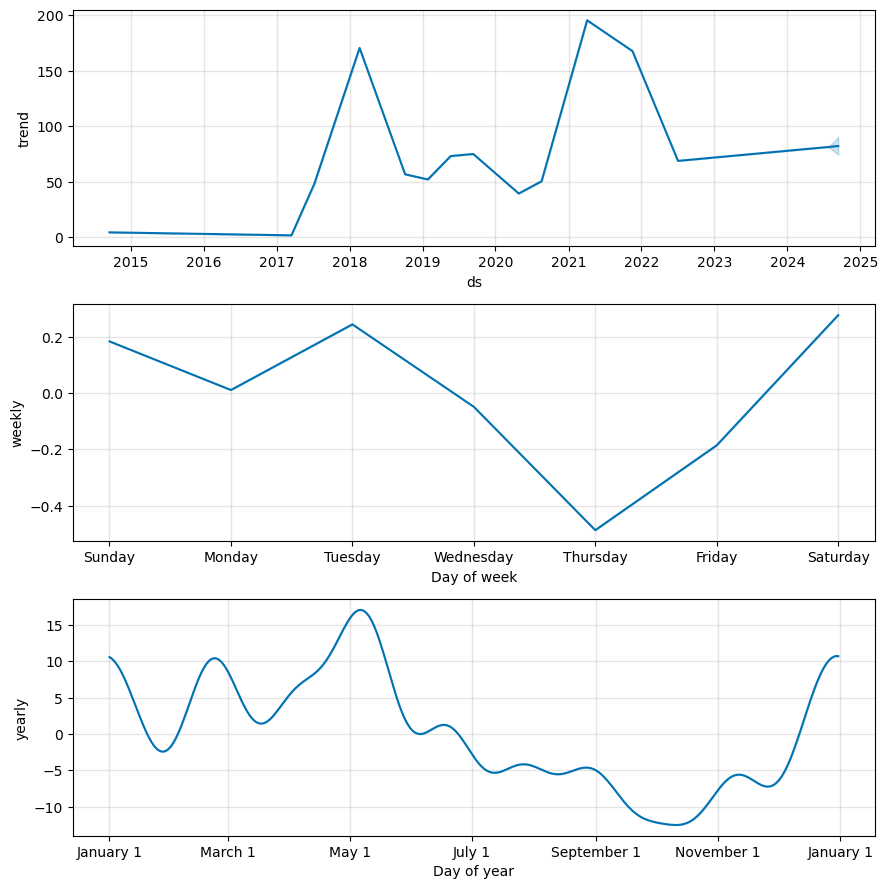 200
150
100
50
0
trend
2015 2016 2017 2018 2019 2020 2021 2022 2023 2024 2025
ds
0.2
0.0
−0.2
−0.4
weekly
Sunday Monday Tuesday Wednesday Thursday Friday Saturday
Day of week
15
10
5
0
−5
−10
yearly
January 1 March 1 May 1 July 1 September 1 November 1 January 1
Day of year